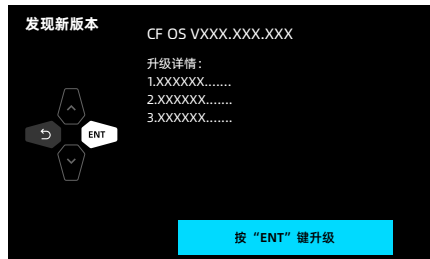 发现新版本
CF OS VXXX.XXX.XXX
升级详情：
1.XXXXXX.......
2.XXXXXX.......
3.XXXXXX.......
ENT
按“ENT”键升级